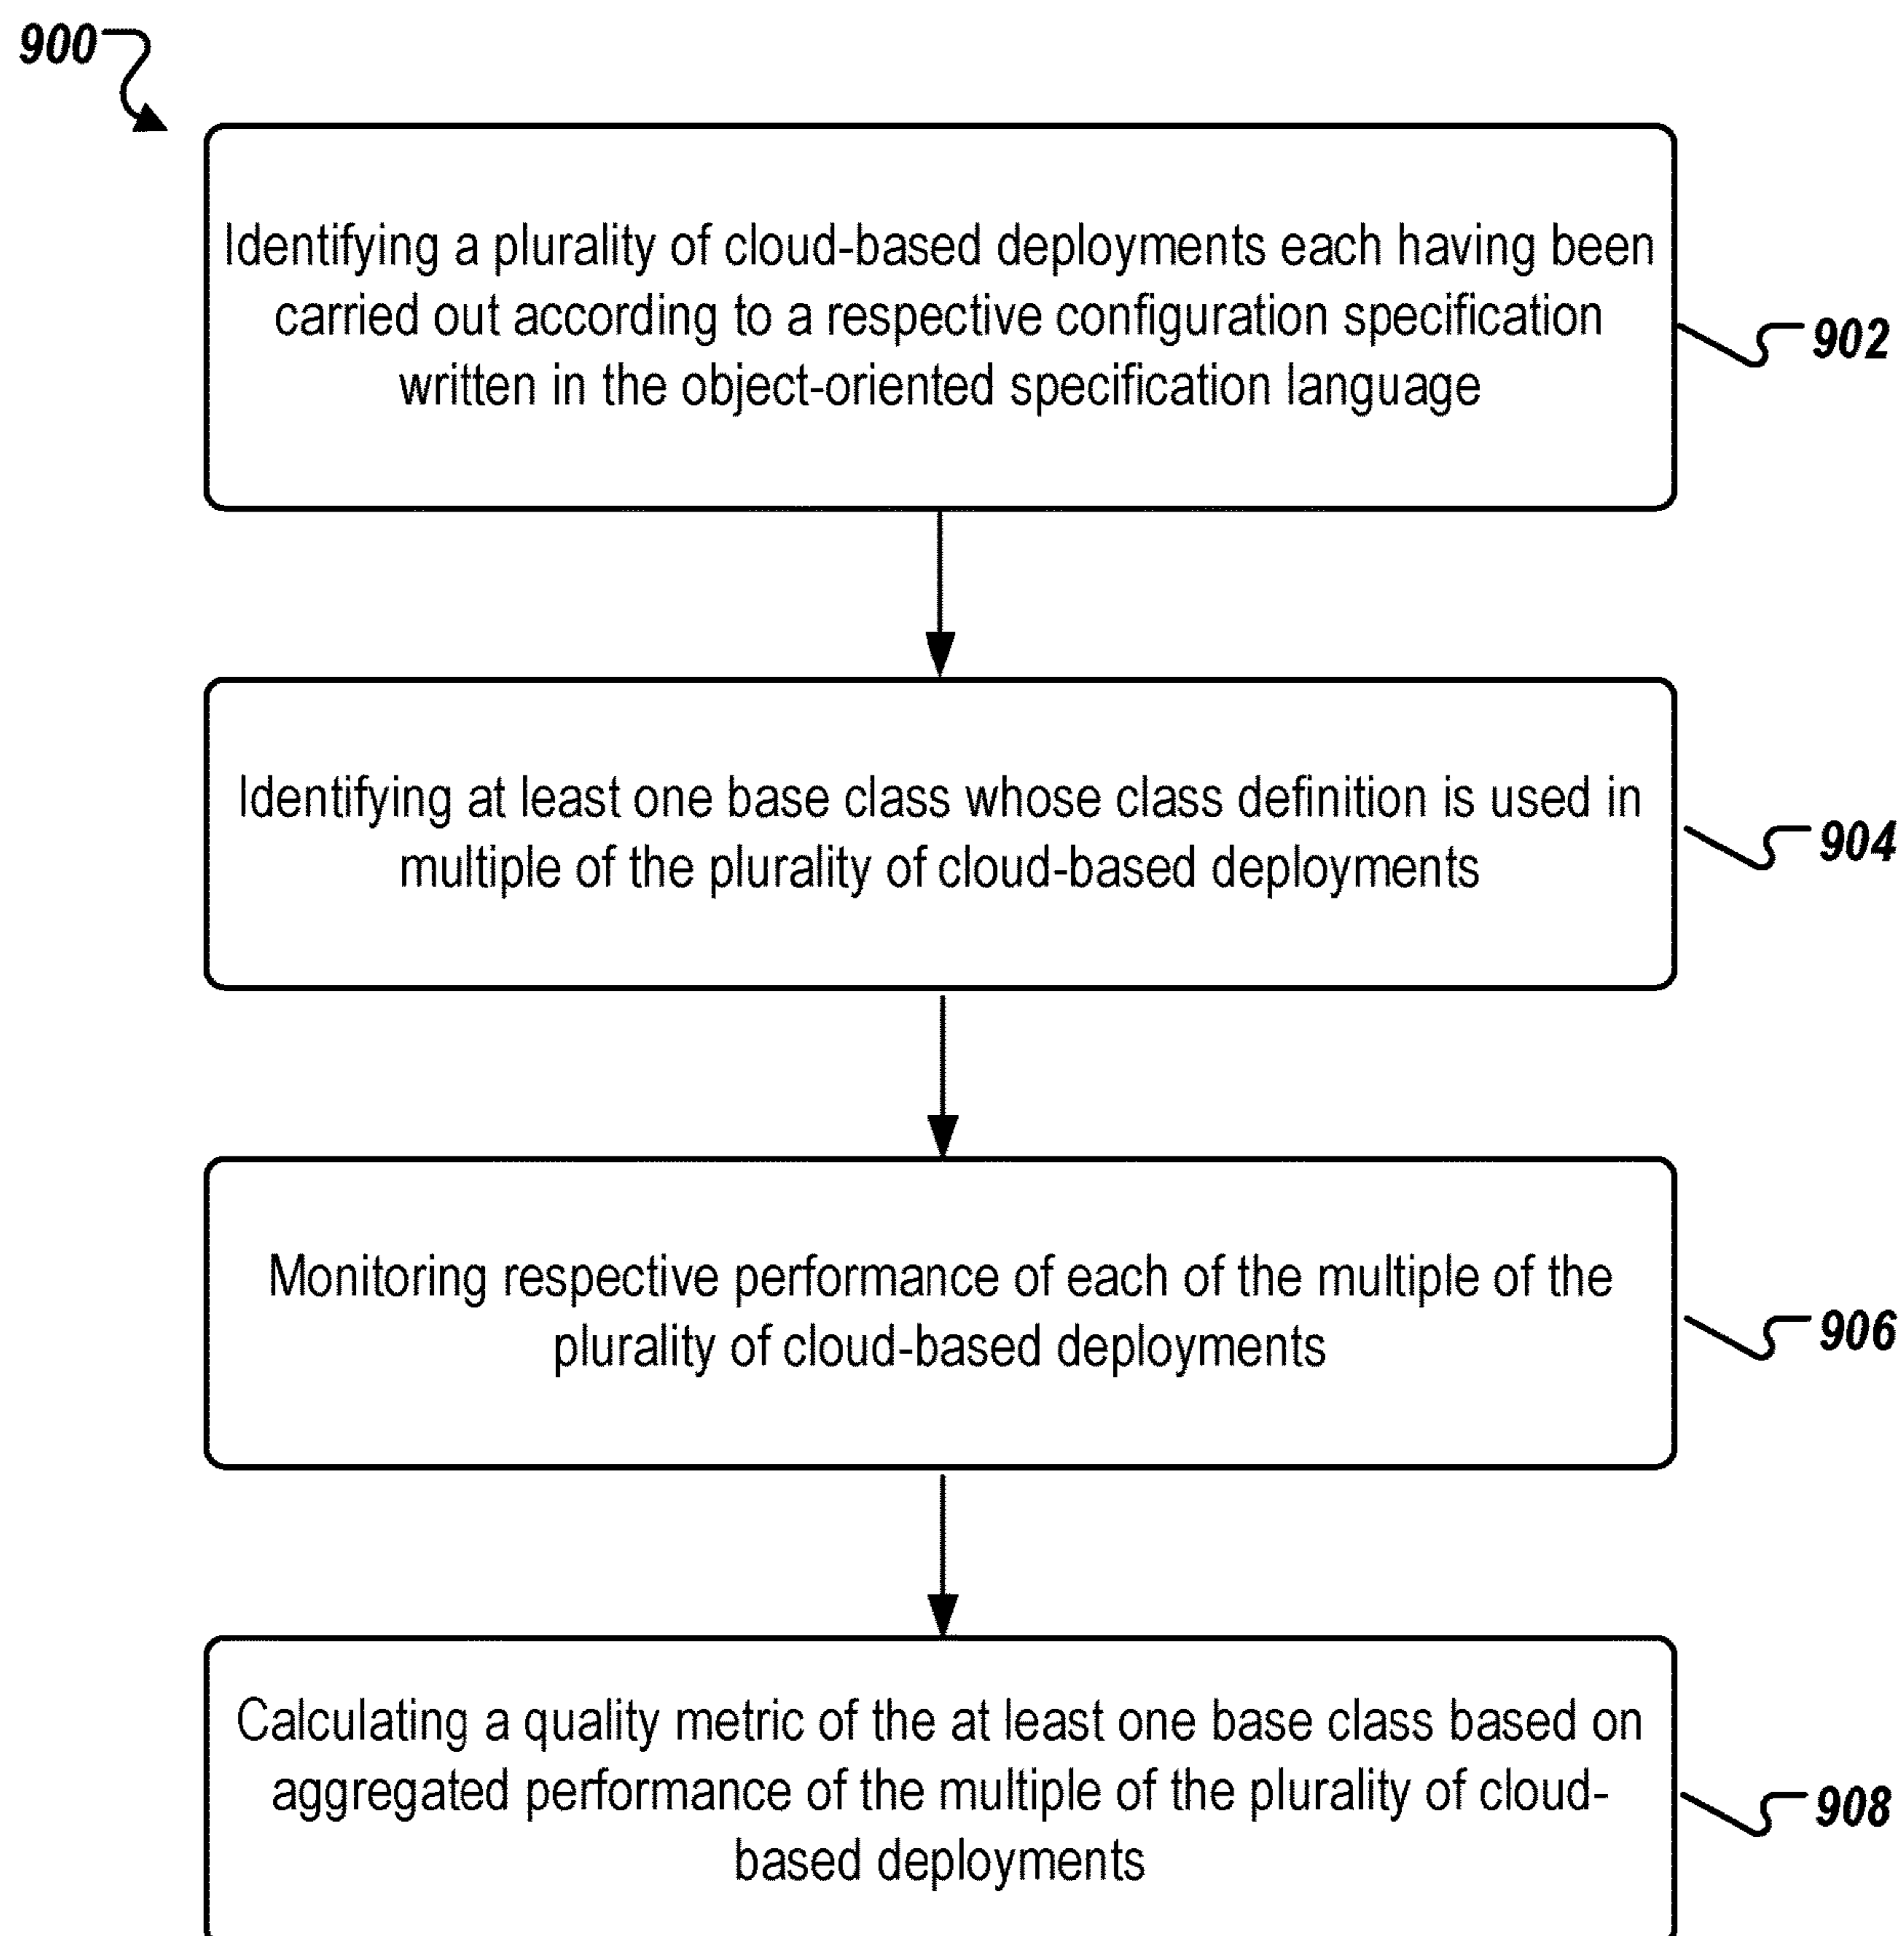 900
Identifying a plurality of cloud-based deployments each having been
carried out according to a respective configuration specification
written in the object-oriented specification language
902
Identifying at least one base class whose class definition is used in
multiple of the plurality of cloud-based deployments
904
Monitoring respective performance of each of the multiple of the
plurality of cloud-based deployments
906
Calculating a quality metric of the at least one base class based on
aggregated performance of the multiple of the plurality of cloud-
based deployments
908